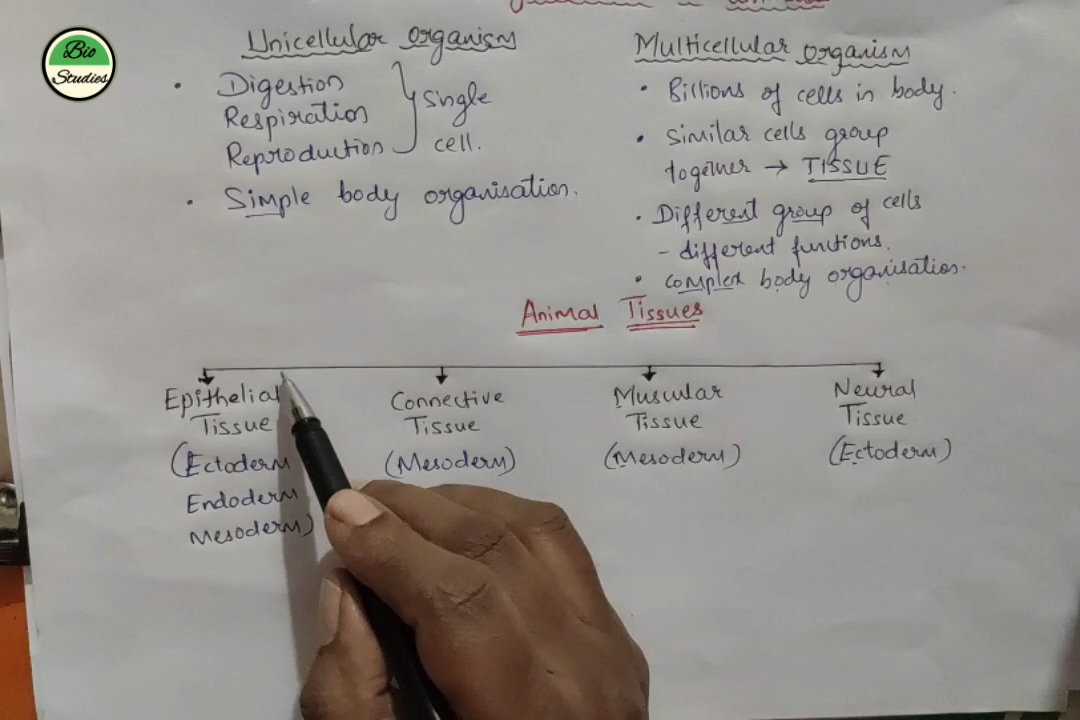 Bio
Studies
Unicellular organism
• Digestion
Respiration
Reproduction
single
cell.
• Simple body organisation.
Multicellular organism
• Billions of cells in body.
• Similar cells group
together → TISSUE
• Different group of cells
- different functions.
• complex body organisation.
Animal Tissues
Epithelial
Tissue
(Ectoderm
Endoderm
Mesoderm)
Connective
Tissue
(Mesoderm)
Muscular
Tissue
(Mesoderm)
Neural
Tissue
(Ectoderm)